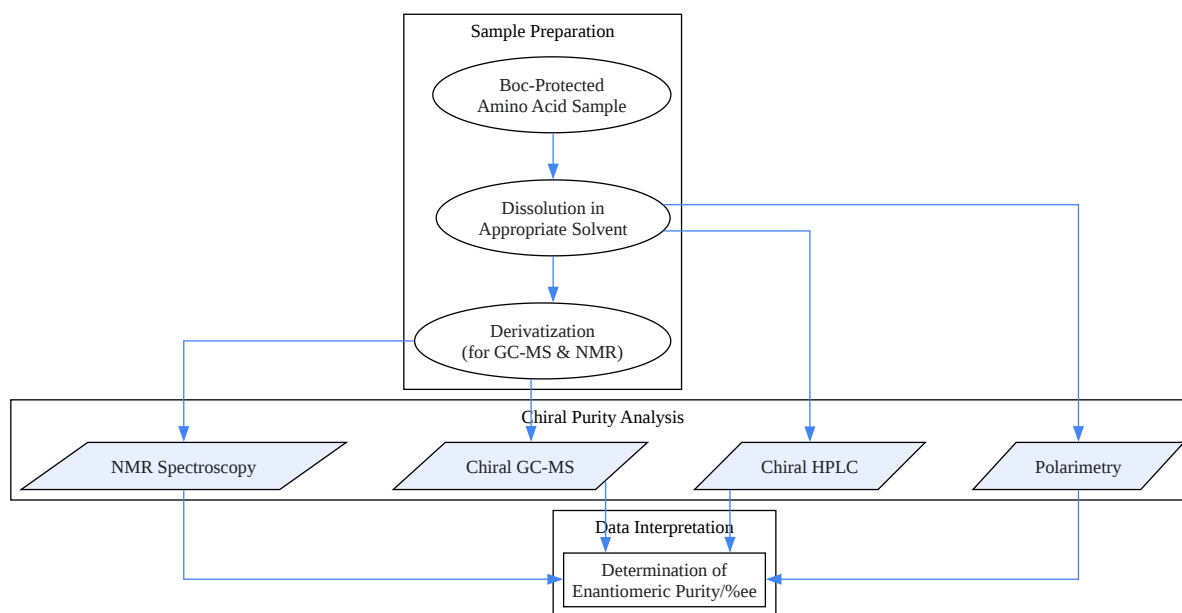 Sample Preparation
Boc-Protected
Amino Acid Sample
Dissolution in
Appropriate Solvent
Derivatization
(for GC-MS & NMR)
Chiral Purity Analysis
NMR Spectroscopy
Chiral GC-MS
Chiral HPLC
Polarimetry
Data Interpretation
Determination of
Enantiomeric Purity/%ee